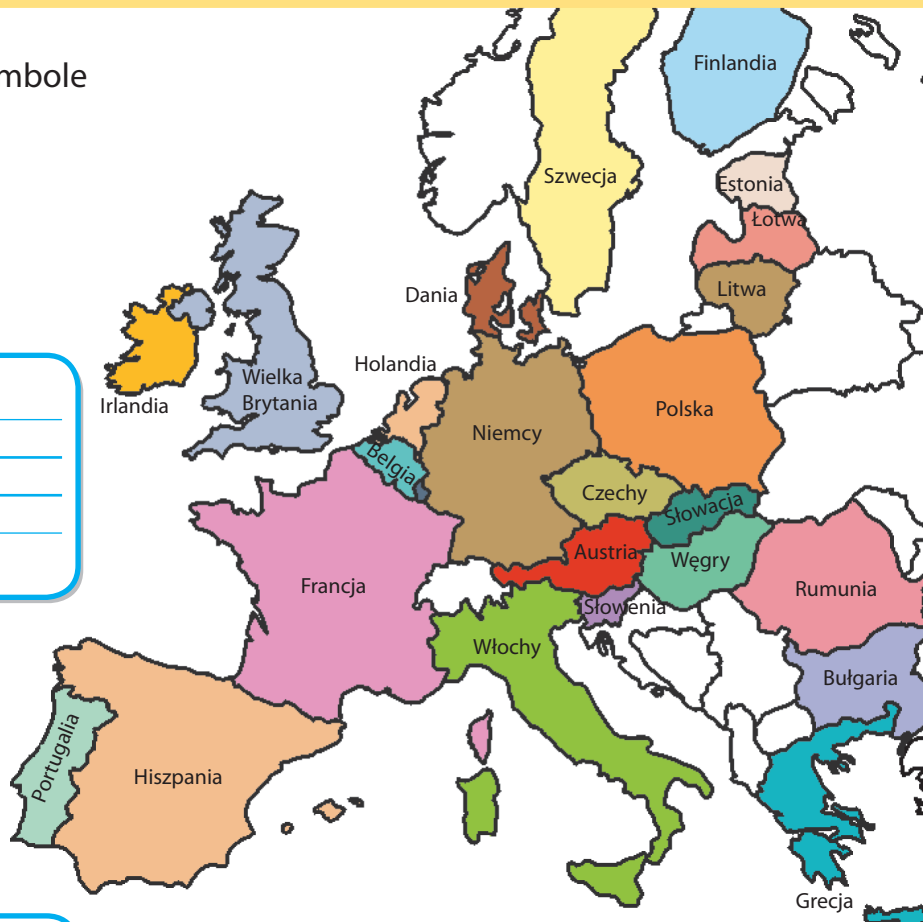 mbole
Finlandia
Szwecja
Estonia
Łotwa
Litwa
Dania
Holandia
Irlandia
Wielka
Brytania
Polska
Niemcy
Belgia
Czechy
Słowacja
Austria
Węgry
Francja
Rumunia
Słowenia
Włochy
Bułgaria
Portugalia
Hiszpania
Grecja